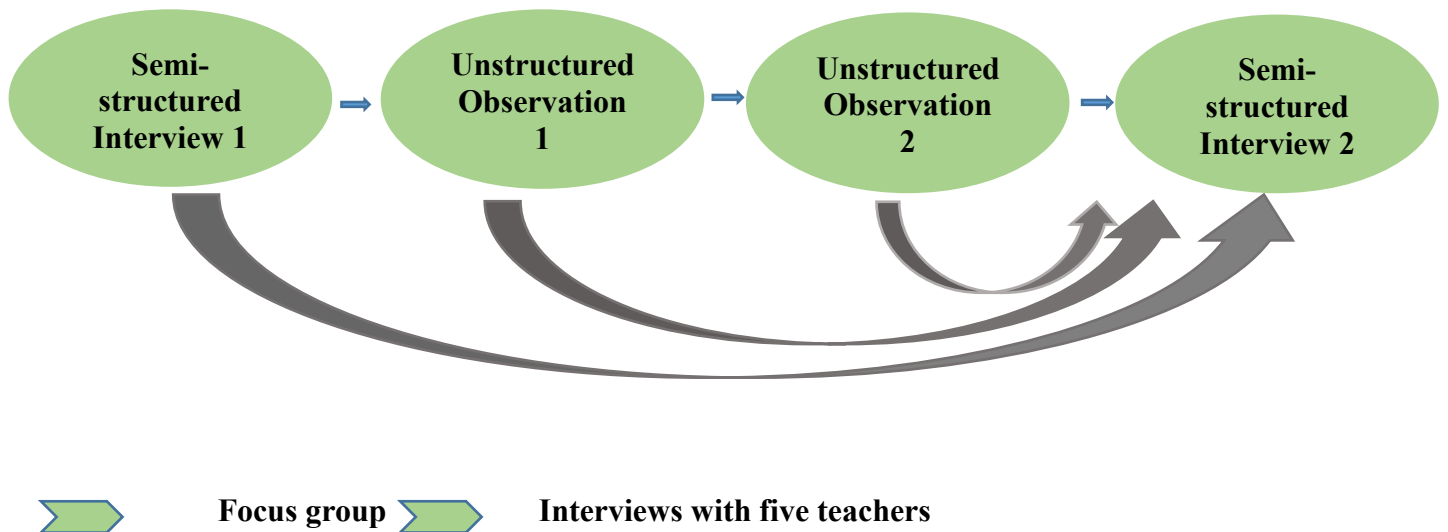 Semi-
structured
Interview 1
Unstructured
Observation
1
Unstructured
Observation
2
Semi-
structured
Interview 2
Focus group
Interviews with five teachers